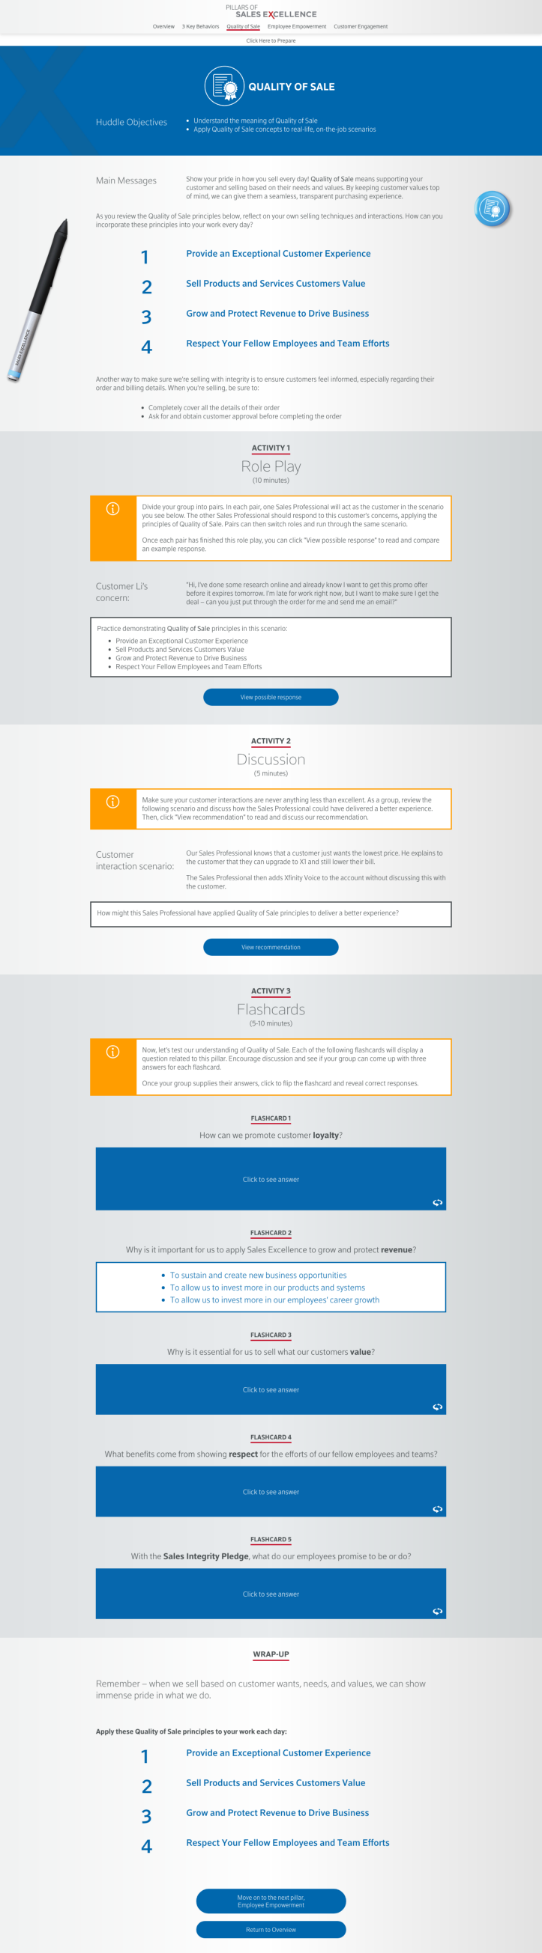 PILLARS OF
SALES EXCELLENCE
Overview 3 Key Behaviors Quality of Sale Employee Empowerment Customer Engagement
Click Here to Prepare
QUALITY OF SALE
Huddle Objectives
• Understand the meaning of Quality of Sale
• Apply Quality of Sale concepts to real-life, on-the-job scenarios
Main Messages
Show your pride in how you sell every day! Quality of Sale means supporting your
customer and selling based on their needs and values. By keeping customer values top
of mind, we can give them a seamless, transparent purchasing experience.
As you review the Quality of Sale principles below, reflect on your own selling techniques and interactions. How can you
incorporate these principles into your work every day?
1 Provide an Exceptional Customer Experience
2 Sell Products and Services Customers Value
3 Grow and Protect Revenue to Drive Business
4 Respect Your Fellow Employees and Team Efforts
Another way to make sure we're selling with integrity is to ensure customers feel informed, especially regarding their
order and billing details. When you're selling, be sure to:
• Completely cover all the details of their order
• Ask for and obtain customer approval before completing the order
ACTIVITY 1
Role Play
(10 minutes)
Divide your group into pairs. In each pair, one Sales Professional will act as the customer in the scenario
you see below. The other Sales Professional should respond to this customer's concerns, applying the
principles of Quality of Sale. Pairs can then switch roles and run through the same scenario.
Once each pair has finished this role play, you can click "View possible response" to read and compare
an example response.
Customer Li's
concern:
"Hi, I've done some research online and already know I want to get this promo offer
before it expires tomorrow. I'm late for work right now, but I want to make sure I get the
deal – can you just put through the order for me and send me an email?"
Practice demonstrating Quality of Sale principles in this scenario:
• Provide an Exceptional Customer Experience
• Sell Products and Services Customers Value
• Grow and Protect Revenue to Drive Business
• Respect Your Fellow Employees and Team Efforts
View possible response
ACTIVITY 2
Discussion
(5 minutes)
Make sure your customer interactions are never anything less than excellent. As a group, review the
following scenario and discuss how the Sales Professional could have delivered a better experience.
Then, click "View recommendation" to read and discuss our recommendation.
Customer
interaction scenario:
Our Sales Professional knows that a customer just wants the lowest price. He explains to
the customer that they can upgrade to X1 and still lower their bill.
The Sales Professional then adds Xfinity Voice to the account without discussing this with
the customer.
How might this Sales Professional have applied Quality of Sale principles to deliver a better experience?
View recommendation
ACTIVITY 3
Flashcards
(5-10 minutes)
Now, let's test our understanding of Quality of Sale. Each of the following flashcards will display a
question related to this pillar. Encourage discussion and see if your group can come up with three
answers for each flashcard.
Once your group supplies their answers, click to flip the flashcard and reveal correct responses.
FLASHCARD 1
How can we promote customer loyalty?
Click to see answer
FLASHCARD 2
Why is it important for us to apply Sales Excellence to grow and protect revenue?
• To sustain and create new business opportunities
• To allow us to invest more in our products and systems
• To allow us to invest more in our employees' career growth
FLASHCARD 3
Why is it essential for us to sell what our customers value?
Click to see answer
FLASHCARD 4
What benefits come from showing respect for the efforts of our fellow employees and teams?
Click to see answer
FLASHCARD 5
With the Sales Integrity Pledge, what do our employees promise to be or do?
Click to see answer
WRAP-UP
Remember – when we sell based on customer wants, needs, and values, we can show
immense pride in what we do.
Apply these Quality of Sale principles to your work each day:
1 Provide an Exceptional Customer Experience
2 Sell Products and Services Customers Value
3 Grow and Protect Revenue to Drive Business
4 Respect Your Fellow Employees and Team Efforts
Move on to the next pillar,
Employee Empowerment
Return to Overview